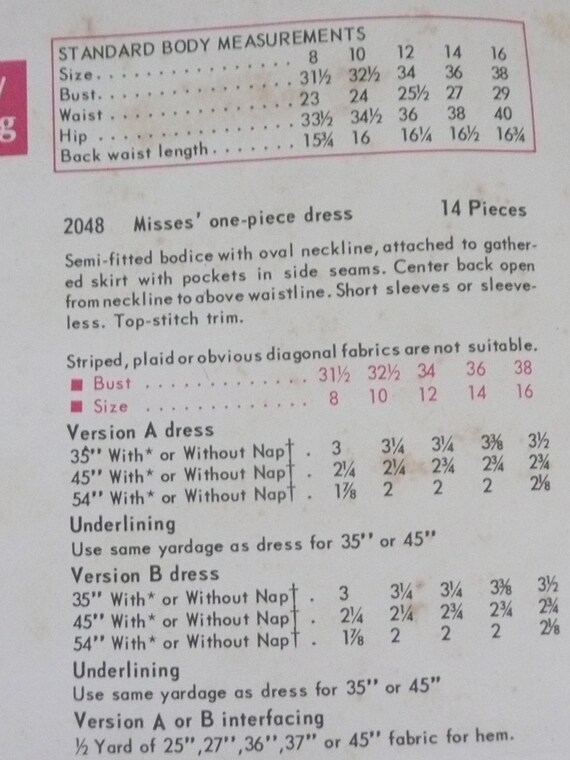 /
g
STANDARD BODY MEASUREMENTS
Size. . . . . . . . . . . . . . . . 8 10 12 14 16
Bust. . . . . . . . . . . . . . . . 31½ 32½ 34 36 38
Waist . . . . . . . . . . . . . . . 23 24 25½ 27 29
Hip . . . . . . . . . . . . . . . . 33½ 34½ 36 38 40
Back waist length. . . . . . . 15¾ 16 16¼ 16½ 16¾
2048 Misses' one-piece dress 14 Pieces
Semi-fitted bodice with oval neckline, attached to gather-
ed skirt with pockets in side seams. Center back open
from neckline to above waistline. Short sleeves or sleeve-
less. Top-stitch trim.
Striped, plaid or obvious diagonal fabrics are not suitable.
■ Bust . . . . . . . . . . . . . 31½ 32½ 34 36 38
■ Size . . . . . . . . . . . . . 8 10 12 14 16
Version A dress
35" With* or Without Nap† . 3 3¼ 3¼ 3⅜ 3½
45" With* or Without Nap† . 2¼ 2¼ 2¾ 2¾ 2¾
54" With* or Without Nap† . 1⅞ 2 2 2 2⅛
Underlining
Use same yardage as dress for 35" or 45"
Version B dress
35" With* or Without Nap† . 3 3¼ 3¼ 3⅜ 3½
45" With* or Without Nap† . 2¼ 2¼ 2¾ 2¾ 2¾
54" With* or Without Nap† . 1⅞ 2 2 2 2⅛
Underlining
Use same yardage as dress for 35" or 45"
Version A or B interfacing
½ Yard of 25",27",36",37" or 45" fabric for hem.